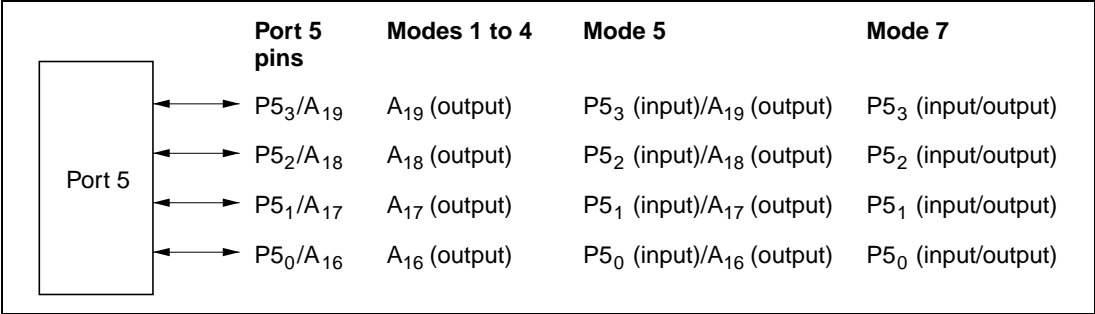 Port 5 pins Modes 1 to 4 Mode 5 Mode 7
P5₃/A₁₉ A₁₉ (output) P5₃ (input)/A₁₉ (output) P5₃ (input/output)
P5₂/A₁₈ A₁₈ (output) P5₂ (input)/A₁₈ (output) P5₂ (input/output)
Port 5
P5₁/A₁₇ A₁₇ (output) P5₁ (input)/A₁₇ (output) P5₁ (input/output)
P5₀/A₁₆ A₁₆ (output) P5₀ (input)/A₁₆ (output) P5₀ (input/output)